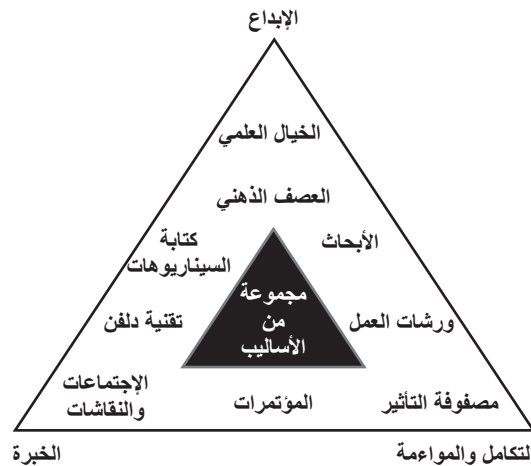 الإبداع
الخيال العلمي
العصف الذهني
الأبحاث
كتابة
السيناريوهات
مجموعة
من
الأساليب
ورشات العمل
تقنية دلفن
مصفوفة التأثير
المؤتمرات
الإجتماعات
والنقاشات
لتكامل والمواءمة
الخبرة